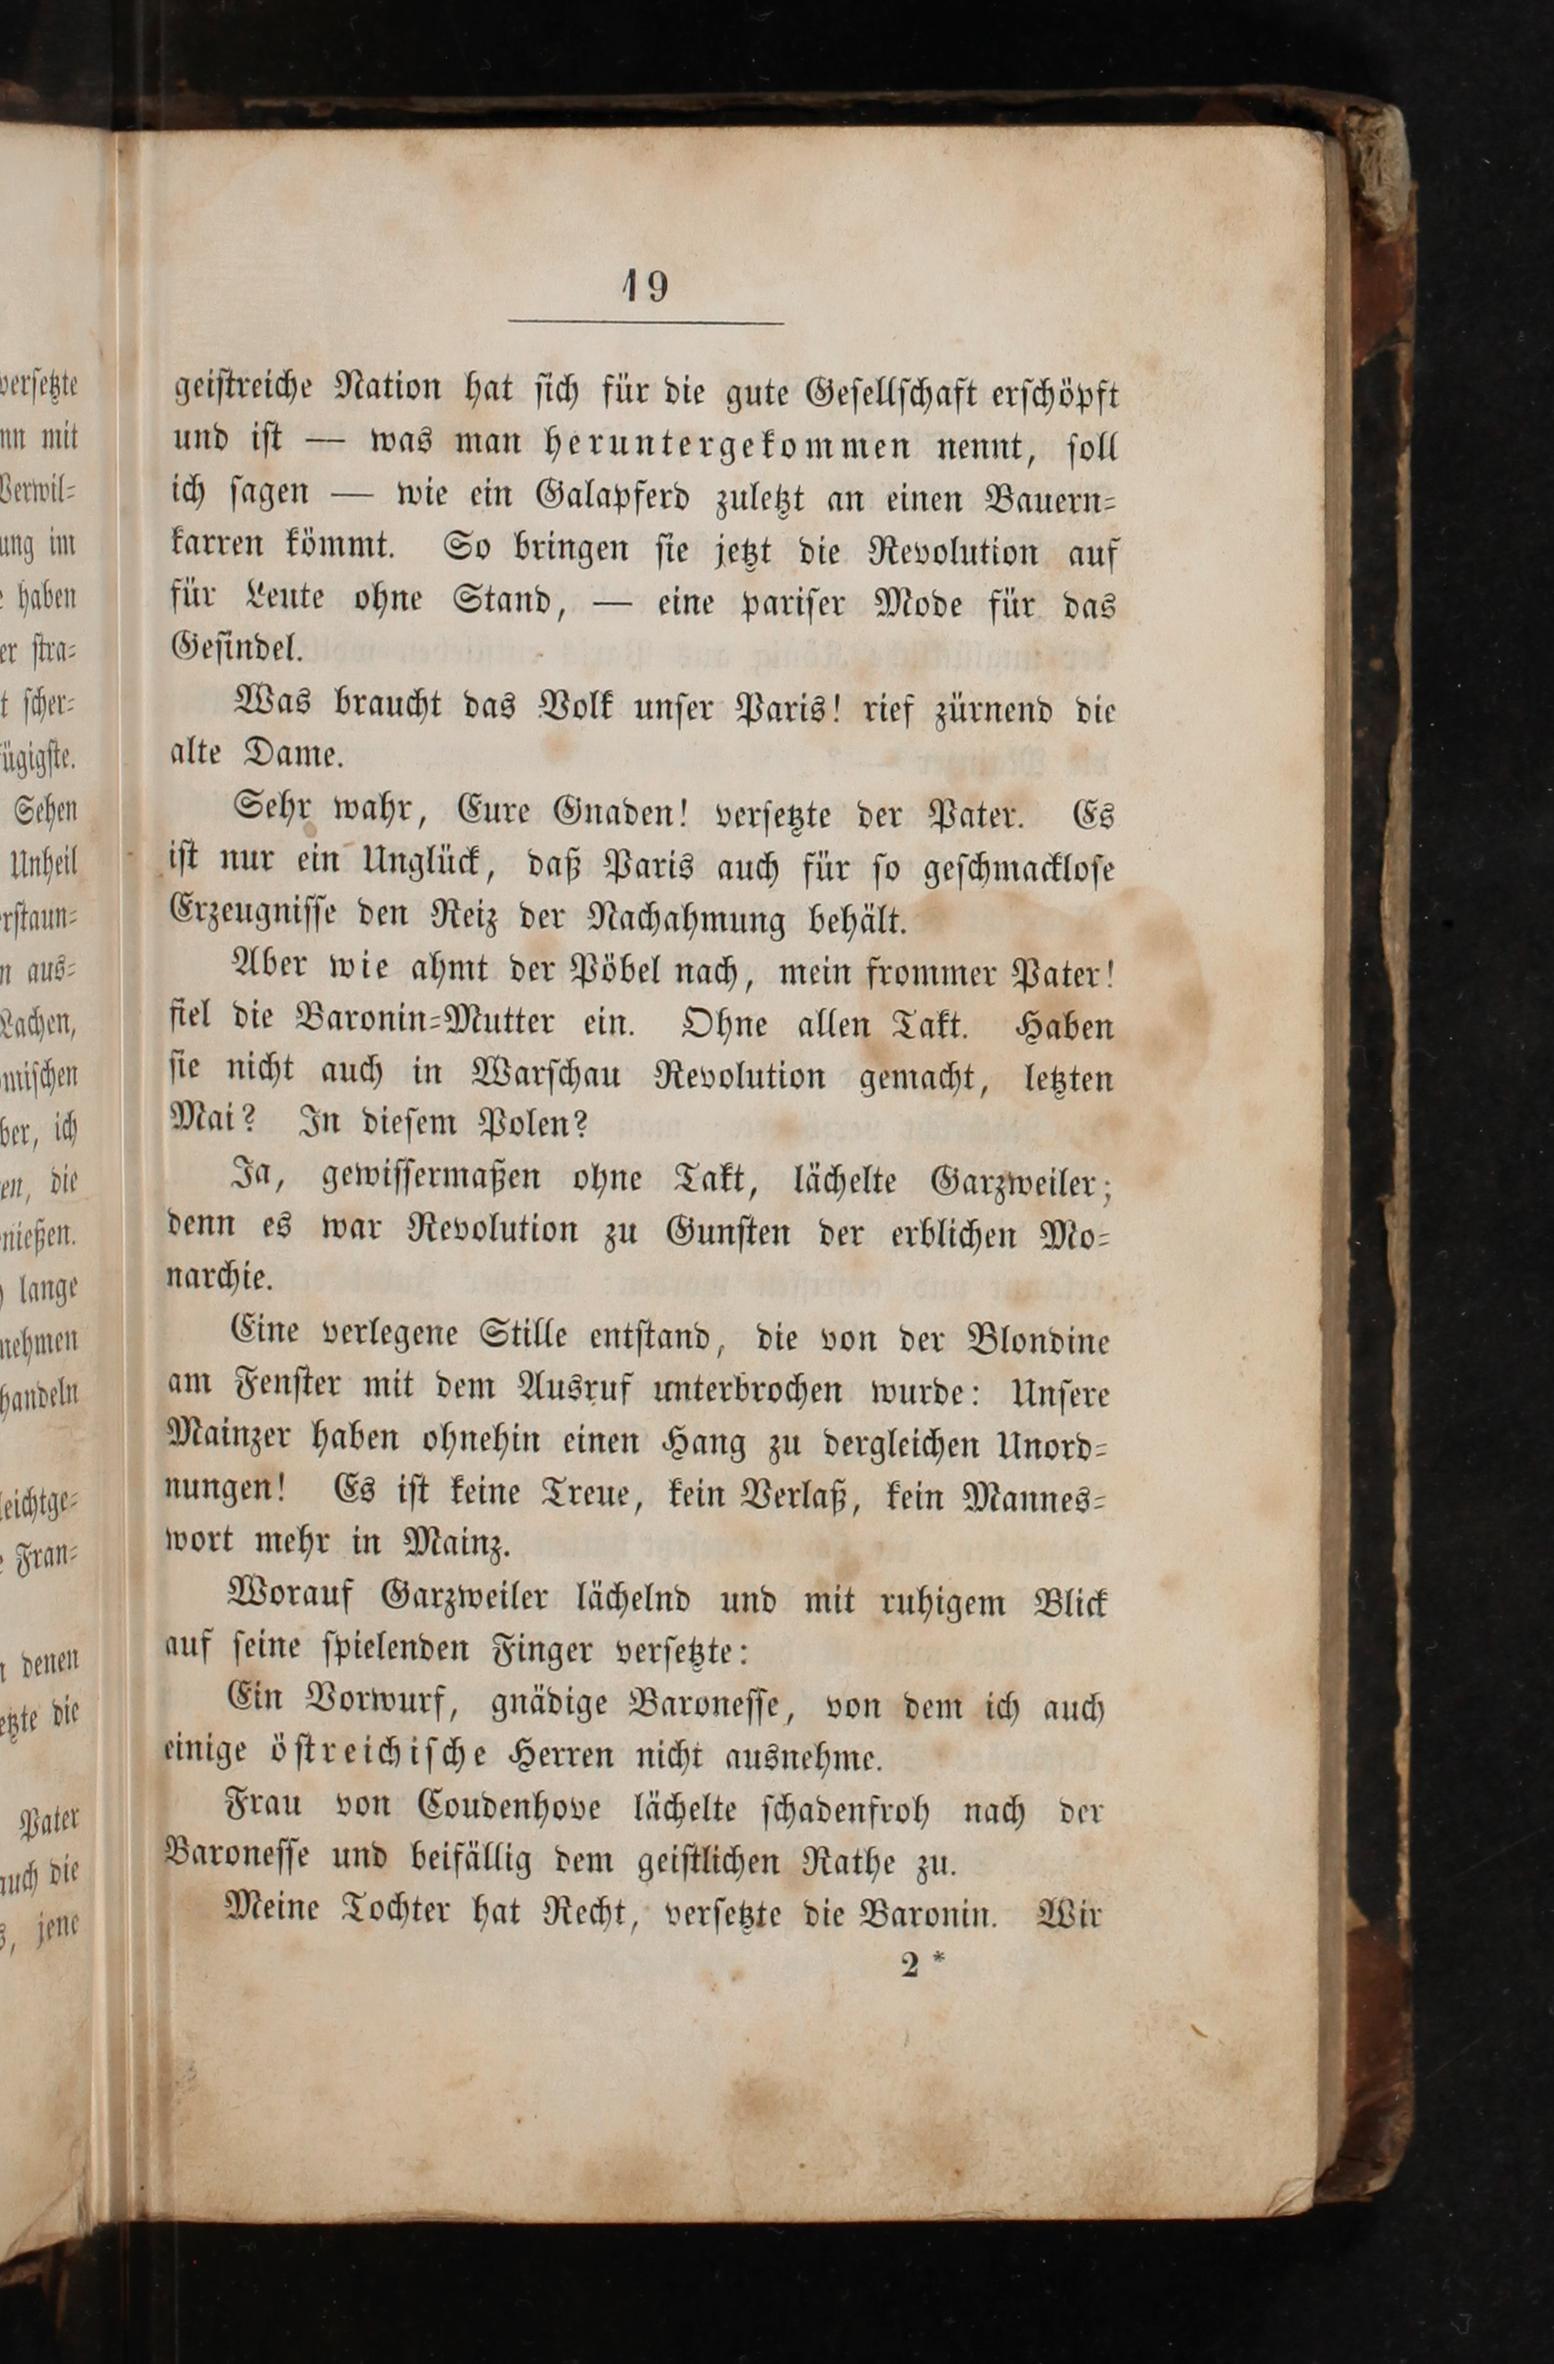 19
geiſtreiche Nation hat ſich für die gute Geſellſchaft erſchöpft
und iſt — was man heruntergekommen nennt, ſoll
ich ſagen — wie ein Galapferd zuletzt an einen Bauern-
karren kömmt. So bringen ſie jetzt die Revolution auf
für Leute ohne Stand, — eine pariſer Mode für das
Geſindel.
Was braucht das Volk unſer Paris! rief zürnend die
alte Dame.
Sehr wahr, Eure Gnaden! verſetzte der Pater. Es
iſt nur ein Unglück, daß Paris auch für ſo geſchmackloſe
Erzeugniſſe den Reiz der Nachahmung behält.
Aber wie ahmt der Pöbel nach, mein frommer Pater!
fiel die Baronin-Mutter ein. Ohne allen Takt. Haben
ſie nicht auch in Warſchau Revolution gemacht, letzten
Mai? In dieſem Polen?
Ja, gewiſſermaßen ohne Takt, lächelte Garzweiler;
denn es war Revolution zu Gunſten der erblichen Mo-
narchie.
Eine verlegene Stille entſtand, die von der Blondine
am Fenſter mit dem Ausruf unterbrochen wurde: Unſere
Mainzer haben ohnehin einen Hang zu dergleichen Unord-
nungen! Es iſt keine Treue, kein Verlaß, kein Mannes-
wort mehr in Mainz.
Worauf Garzweiler lächelnd und mit ruhigem Blick
auf ſeine ſpielenden Finger verſetzte:
Ein Vorwurf, gnädige Baroneſſe, von dem ich auch
einige öſtreichiſche Herren nicht ausnehme.
Frau von Coudenhove lächelte ſchadenfroh nach der
Baroneſſe und beifällig dem geiſtlichen Rathe zu.
Meine Tochter hat Recht, verſetzte die Baronin. Wir
2 *